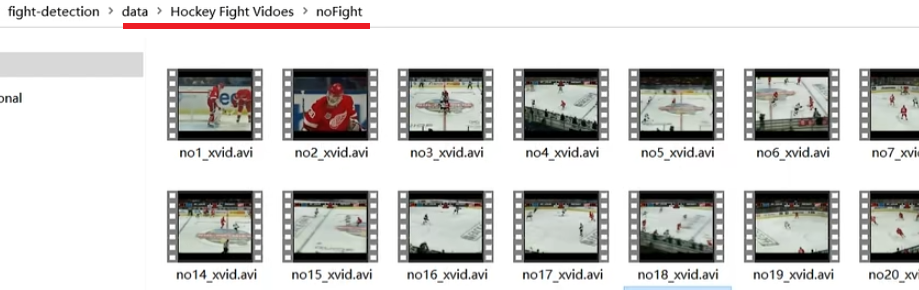 fight-detection > data > Hockey Fight Vidoes > noFight
onal
no1_xvid.avi no2_xvid.avi no3_xvid.avi no4_xvid.avi no5_xvid.avi no6_xvid.avi no7_xvi
no14_xvid.avi no15_xvid.avi no16_xvid.avi no17_xvid.avi no18_xvid.avi no19_xvid.avi no20_xvi